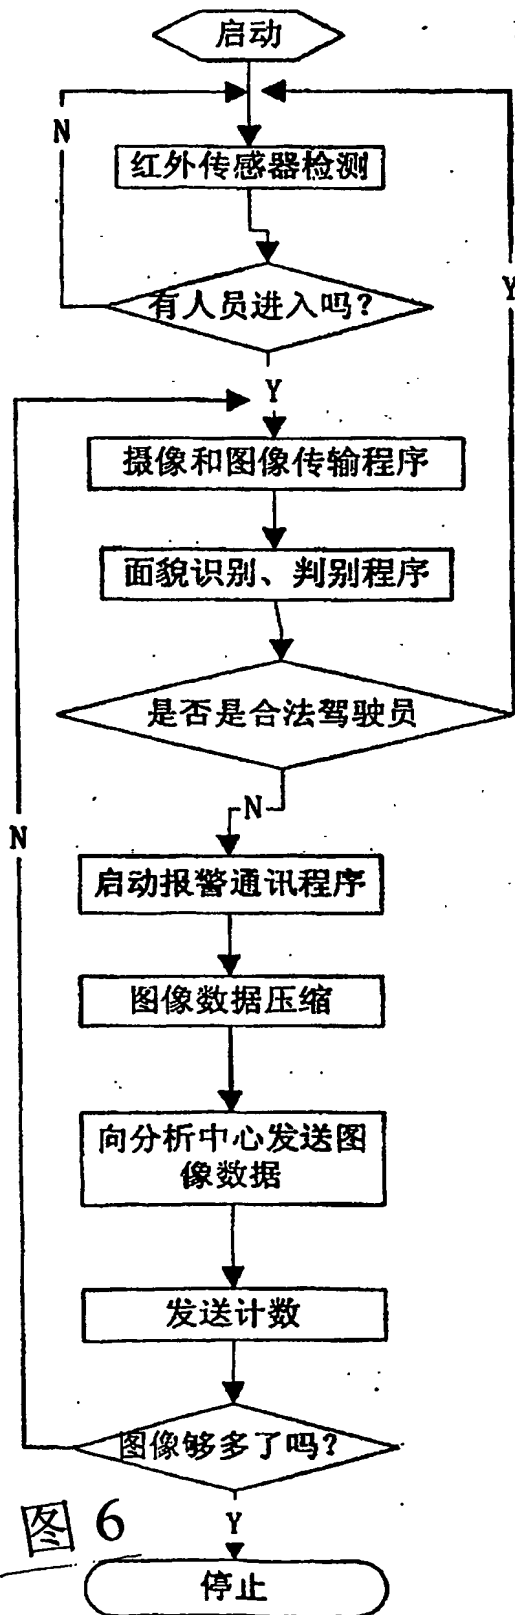 启动
N
红外传感器检测
有人员进入吗?
Y
Y
摄像和图像传输程序
面貌识别、判别程序
是否是合法驾驶员
N
N
启动报警通讯程序
图像数据压缩
向分析中心发送图
像数据
发送计数
图像够多了吗?
图 6
Y
停止